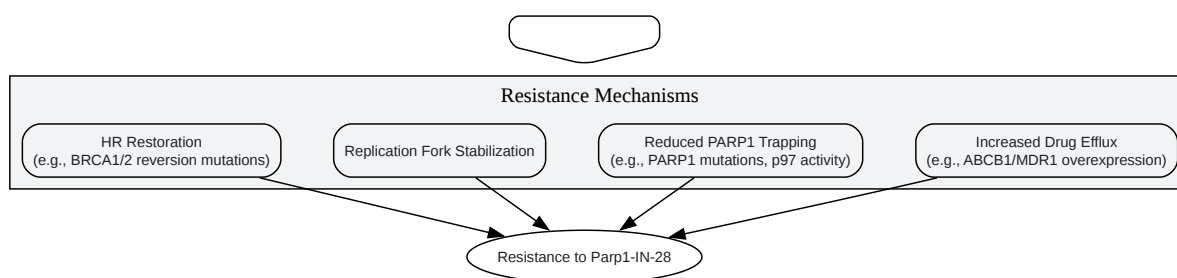 Resistance Mechanisms
HR Restoration
(e.g., BRCA1/2 reversion mutations)
Replication Fork Stabilization
Reduced PARP1 Trapping
(e.g., PARP1 mutations, p97 activity)
Increased Drug Efflux
(e.g., ABCB1/MDR1 overexpression)
Resistance to Parp1-IN-28